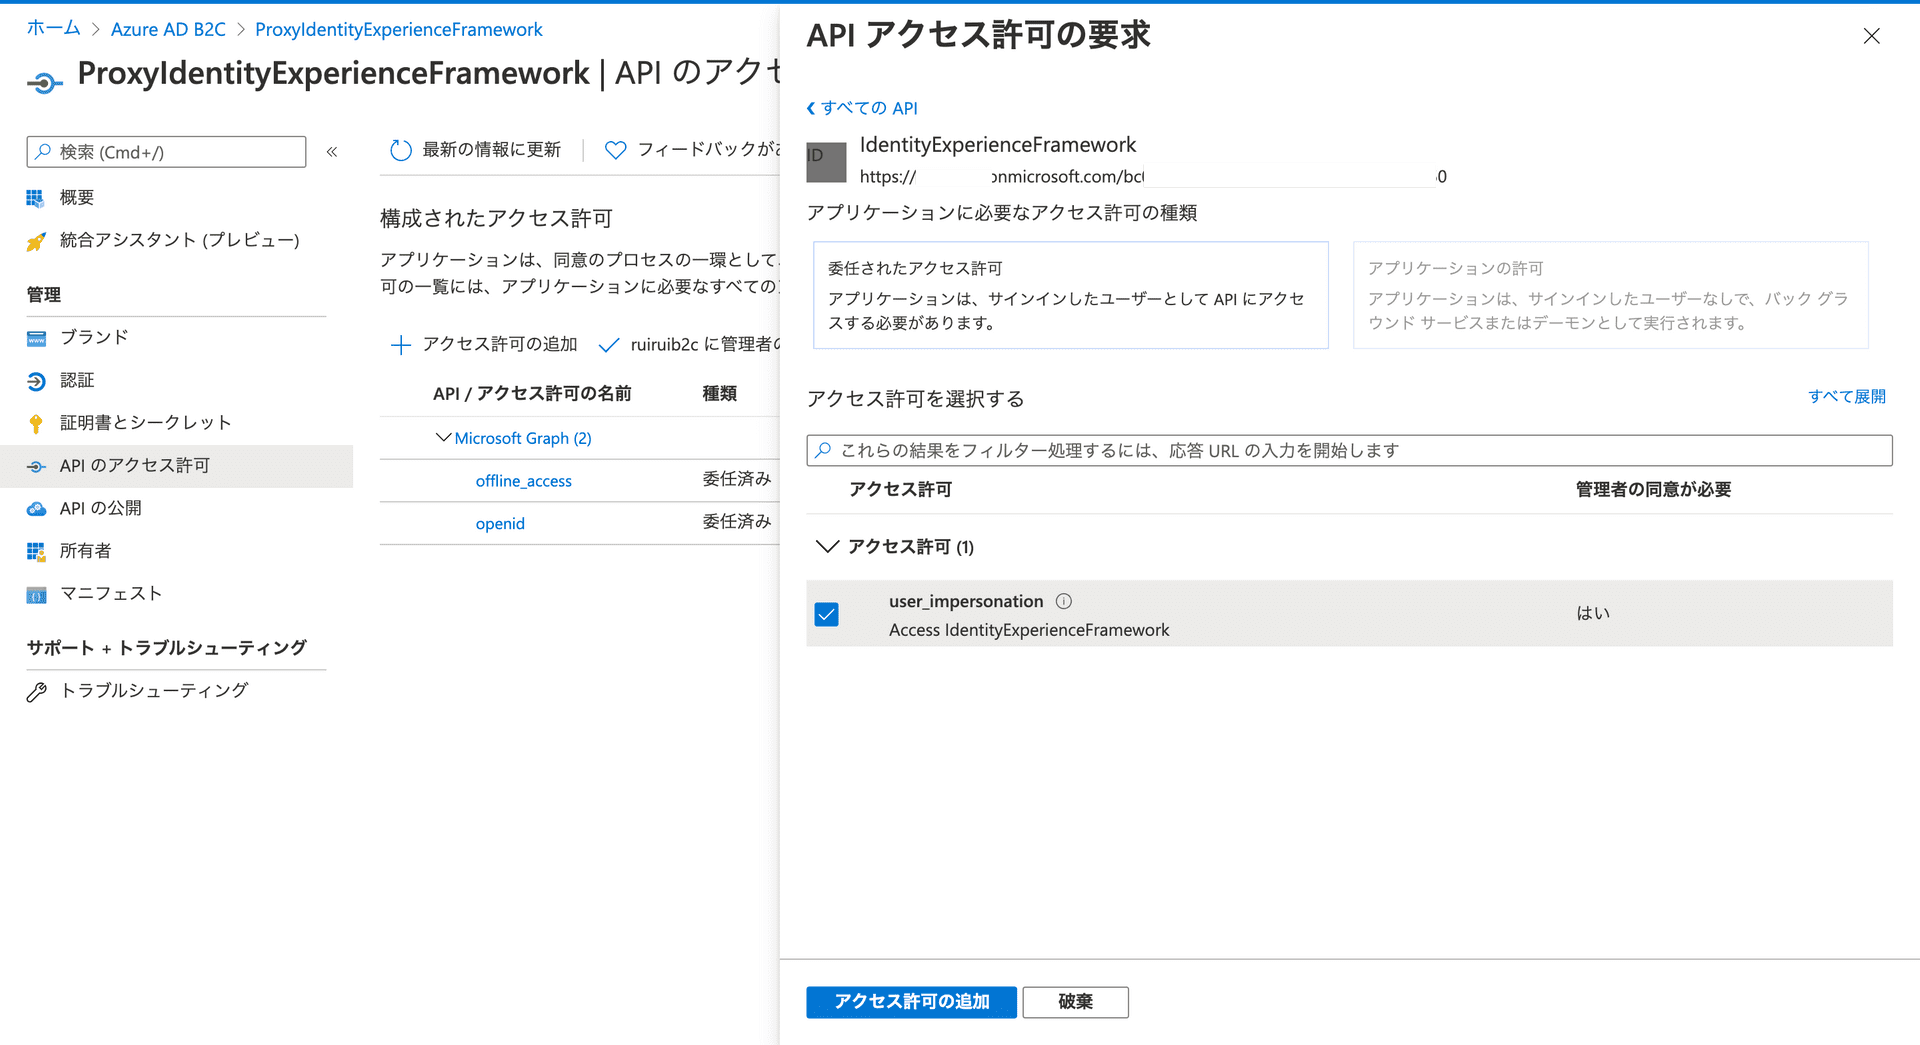 ホーム > Azure AD B2C > ProxyIdentityExperienceFramework
ProxyIdentityExperienceFramework | API のアクセ
検索 (Cmd+/)
«
概要
統合アシスタント (プレビュー)
管理
ブランド
認証
証明書とシークレット
API のアクセス許可
API の公開
所有者
マニフェスト
サポート + トラブルシューティング
トラブルシューティング
最新の情報に更新
フィードバックが
構成されたアクセス許可
アプリケーションは、同意のプロセスの一環として
可の一覧には、アプリケーションに必要なすべての
アクセス許可の追加
ruiruib2c に管理者の
API / アクセス許可の名前 種類
Microsoft Graph (2)
offline_access 委任済み
openid 委任済み
API アクセス許可の要求
すべての API
ID
IdentityExperienceFramework
https:// onmicrosoft.com/bc 0
アプリケーションに必要なアクセス許可の種類
委任されたアクセス許可
アプリケーションは、サインインしたユーザーとして API にアクセ
スする必要があります。
アプリケーションの許可
アプリケーションは、サインインしたユーザーなしで、バック グラ
ウンド サービスまたはデーモンとして実行されます。
アクセス許可を選択する
すべて展開
これらの結果をフィルター処理するには、応答 URL の入力を開始します
アクセス許可 管理者の同意が必要
アクセス許可 (1)
user_impersonation
Access IdentityExperienceFramework
はい
アクセス許可の追加
破棄